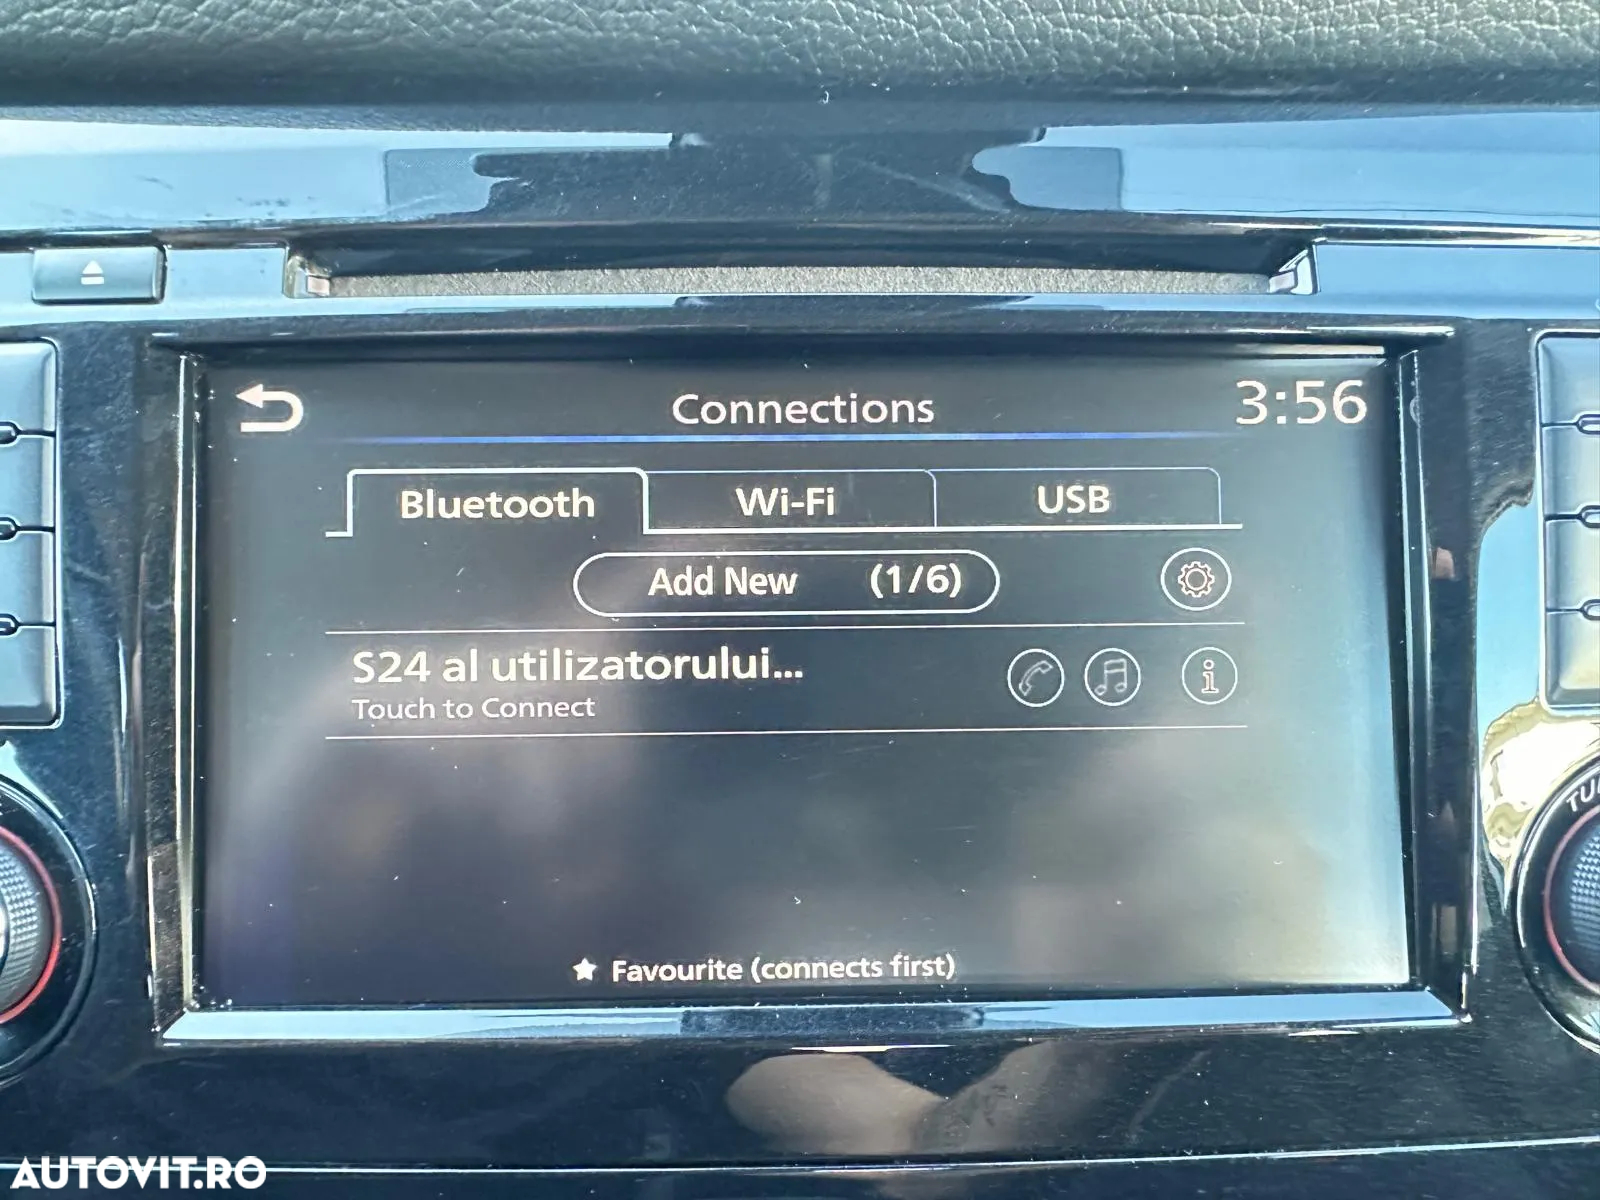 Connections
3:56
Bluetooth
Wi-Fi
USB
Add New (1/6)
S24 al utilizatorului...
Touch to Connect
★ Favourite (connects first)
AUTOVIT.RO